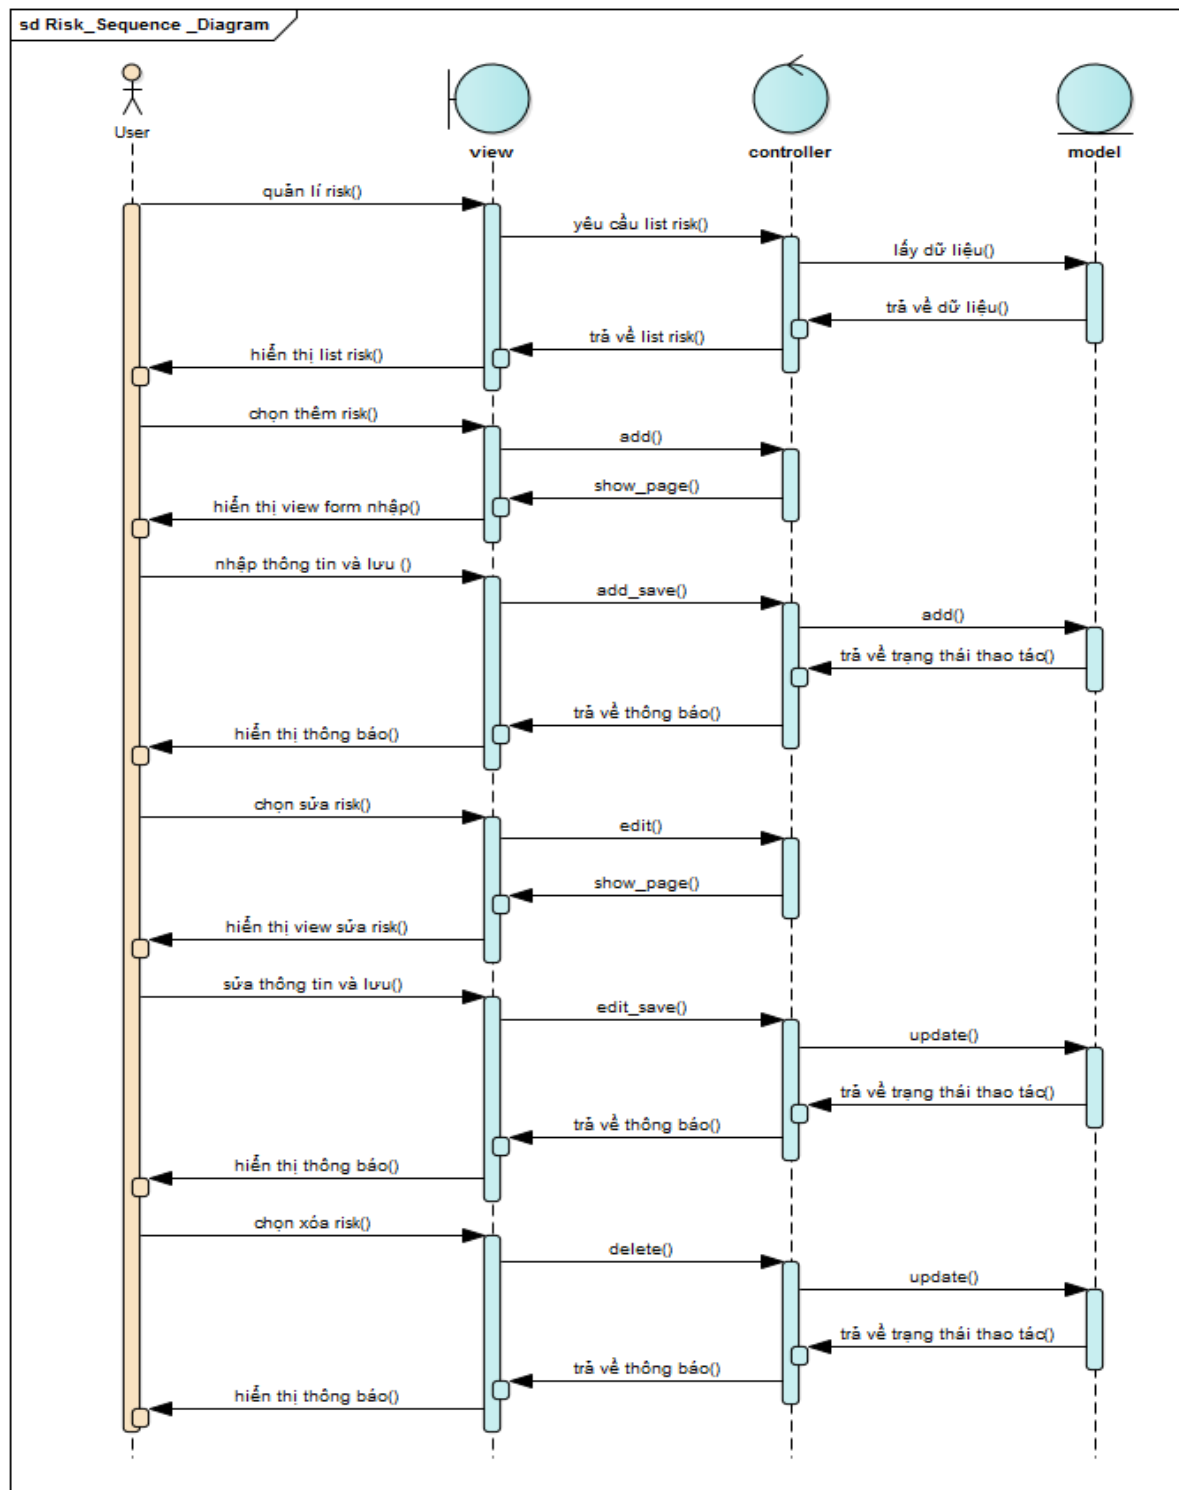 sd Risk_Sequence _Diagram
User
view
controller
model
quản lí risk()
yêu cầu list risk()
lấy dữ liệu()
trả về dữ liệu()
trả về list risk()
hiển thị list risk()
chọn thêm risk()
add()
show_page()
hiển thị view form nhập()
nhập thông tin và lưu ()
add_save()
add()
trả về trạng thái thao tác()
trả về thông báo()
hiển thị thông báo()
chọn sửa risk()
edit()
show_page()
hiển thị view sửa risk()
sửa thông tin và lưu()
edit_save()
update()
trả về trạng thái thao tác()
trả về thông báo()
hiển thị thông báo()
chọn xóa risk()
delete()
update()
trả về trạng thái thao tác()
trả về thông báo()
hiển thị thông báo()